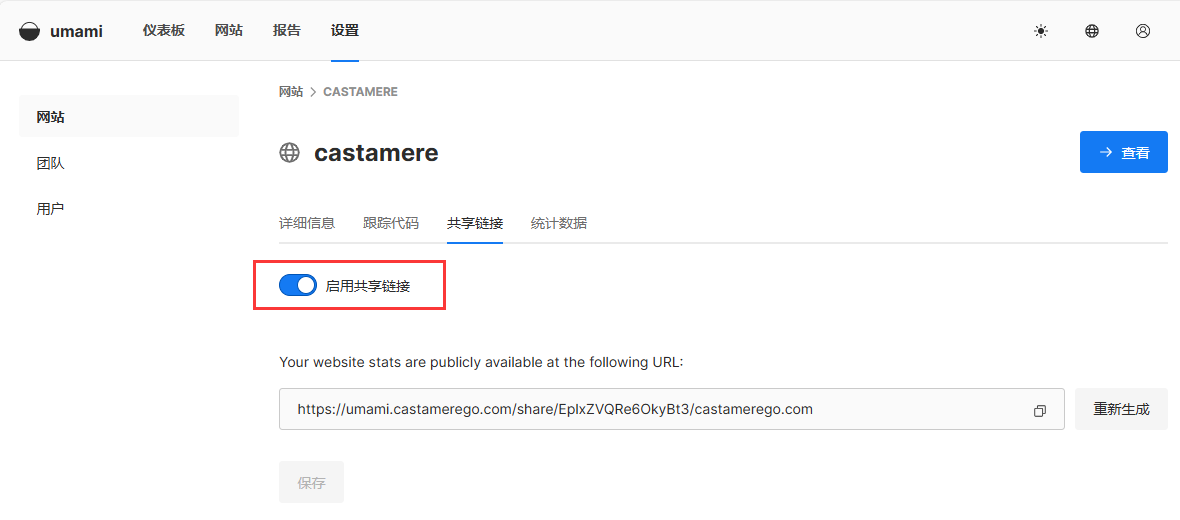 umami 仪表板 网站 报告 设置
网站 > CASTAMERE
网站
castamere
查看
团队
用户
详细信息 跟踪代码 共享链接 统计数据
启用共享链接
Your website stats are publicly available at the following URL:
https://umami.castamerego.com/share/EpIxZVQRe6OkyBt3/castamerego.com
重新生成
保存